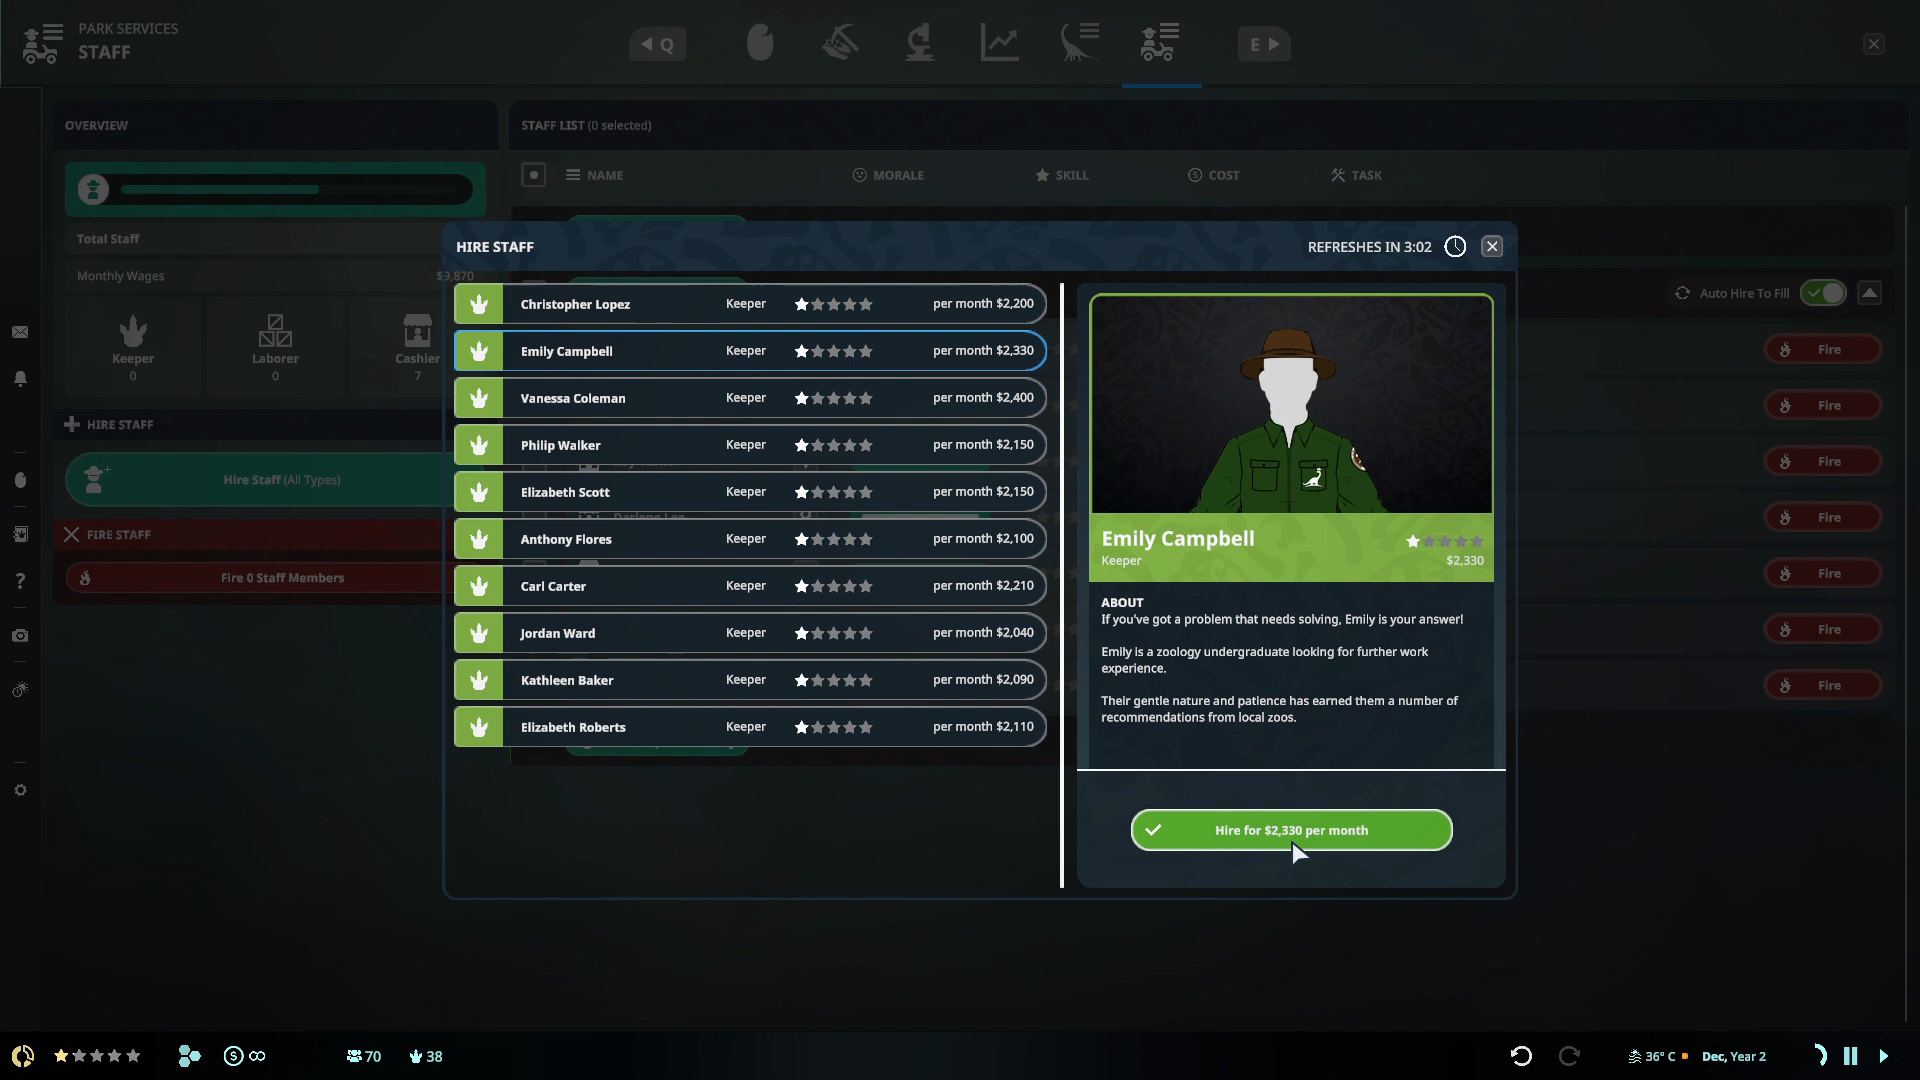 PARK SERVICES
STAFF
Q
E
OVERVIEW
STAFF LIST (0 selected)
NAME
MORALE
SKILL
COST
TASK
Total Staff
Monthly Wages
$9,870
Keeper
0
Laborer
0
Cashier
7
HIRE STAFF
Hire Staff (All Types)
FIRE STAFF
Fire 0 Staff Members
HIRE STAFF
REFRESHES IN 3:02
Christopher Lopez Keeper per month $2,200
Emily Campbell Keeper per month $2,330
Vanessa Coleman Keeper per month $2,400
Philip Walker Keeper per month $2,150
Elizabeth Scott Keeper per month $2,150
Anthony Flores Keeper per month $2,100
Carl Carter Keeper per month $2,210
Jordan Ward Keeper per month $2,040
Kathleen Baker Keeper per month $2,090
Elizabeth Roberts Keeper per month $2,110
Emily Campbell
Keeper
$2,330
ABOUT
If you've got a problem that needs solving, Emily is your answer!
Emily is a zoology undergraduate looking for further work
experience.
Their gentle nature and patience has earned them a number of
recommendations from local zoos.
Hire for $2,330 per month
Auto Hire To Fill
Fire
Fire
Fire
Fire
Fire
Fire
Fire
70
38
36° C
Dec, Year 2